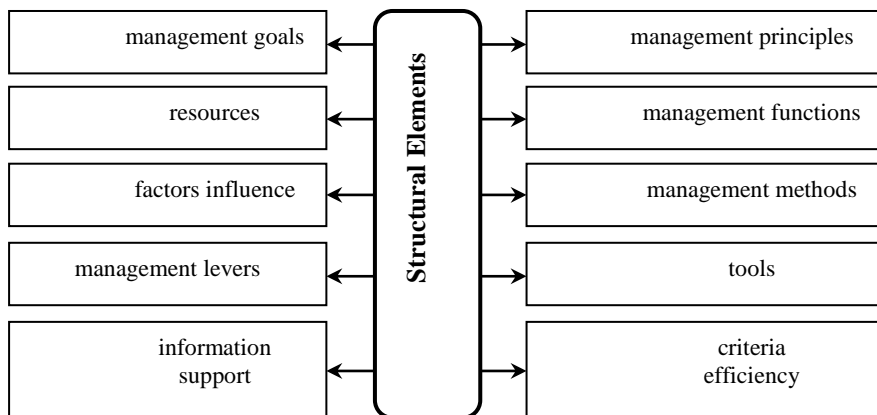 management goals
resources
factors influence
management levers
information
support
Structural Elements
management principles
management functions
management methods
tools
criteria
efficiency